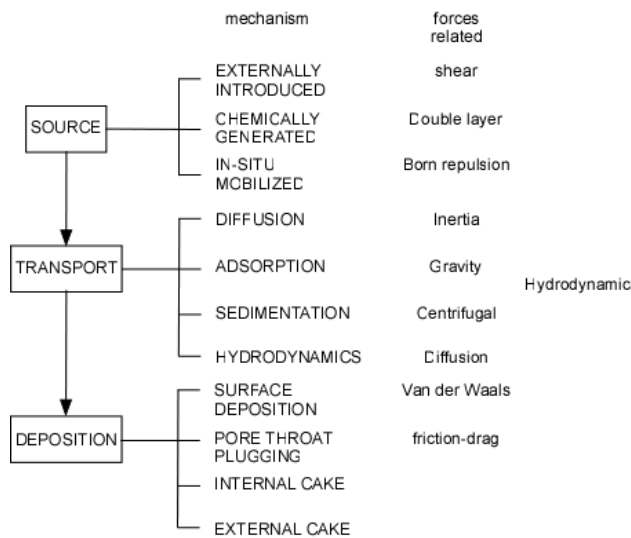 mechanism
forces
related
EXTERNALLY
INTRODUCED
shear
SOURCE
CHEMICALLY
GENERATED
Double layer
IN-SITU
MOBILIZED
Born repulsion
DIFFUSION
Inertia
TRANSPORT
ADSORPTION
Gravity
Hydrodynamic
SEDIMENTATION
Centrifugal
HYDRODYNAMICS
Diffusion
SURFACE
DEPOSITION
Van der Waals
DEPOSITION
PORE THROAT
PLUGGING
friction-drag
INTERNAL CAKE
EXTERNAL CAKE